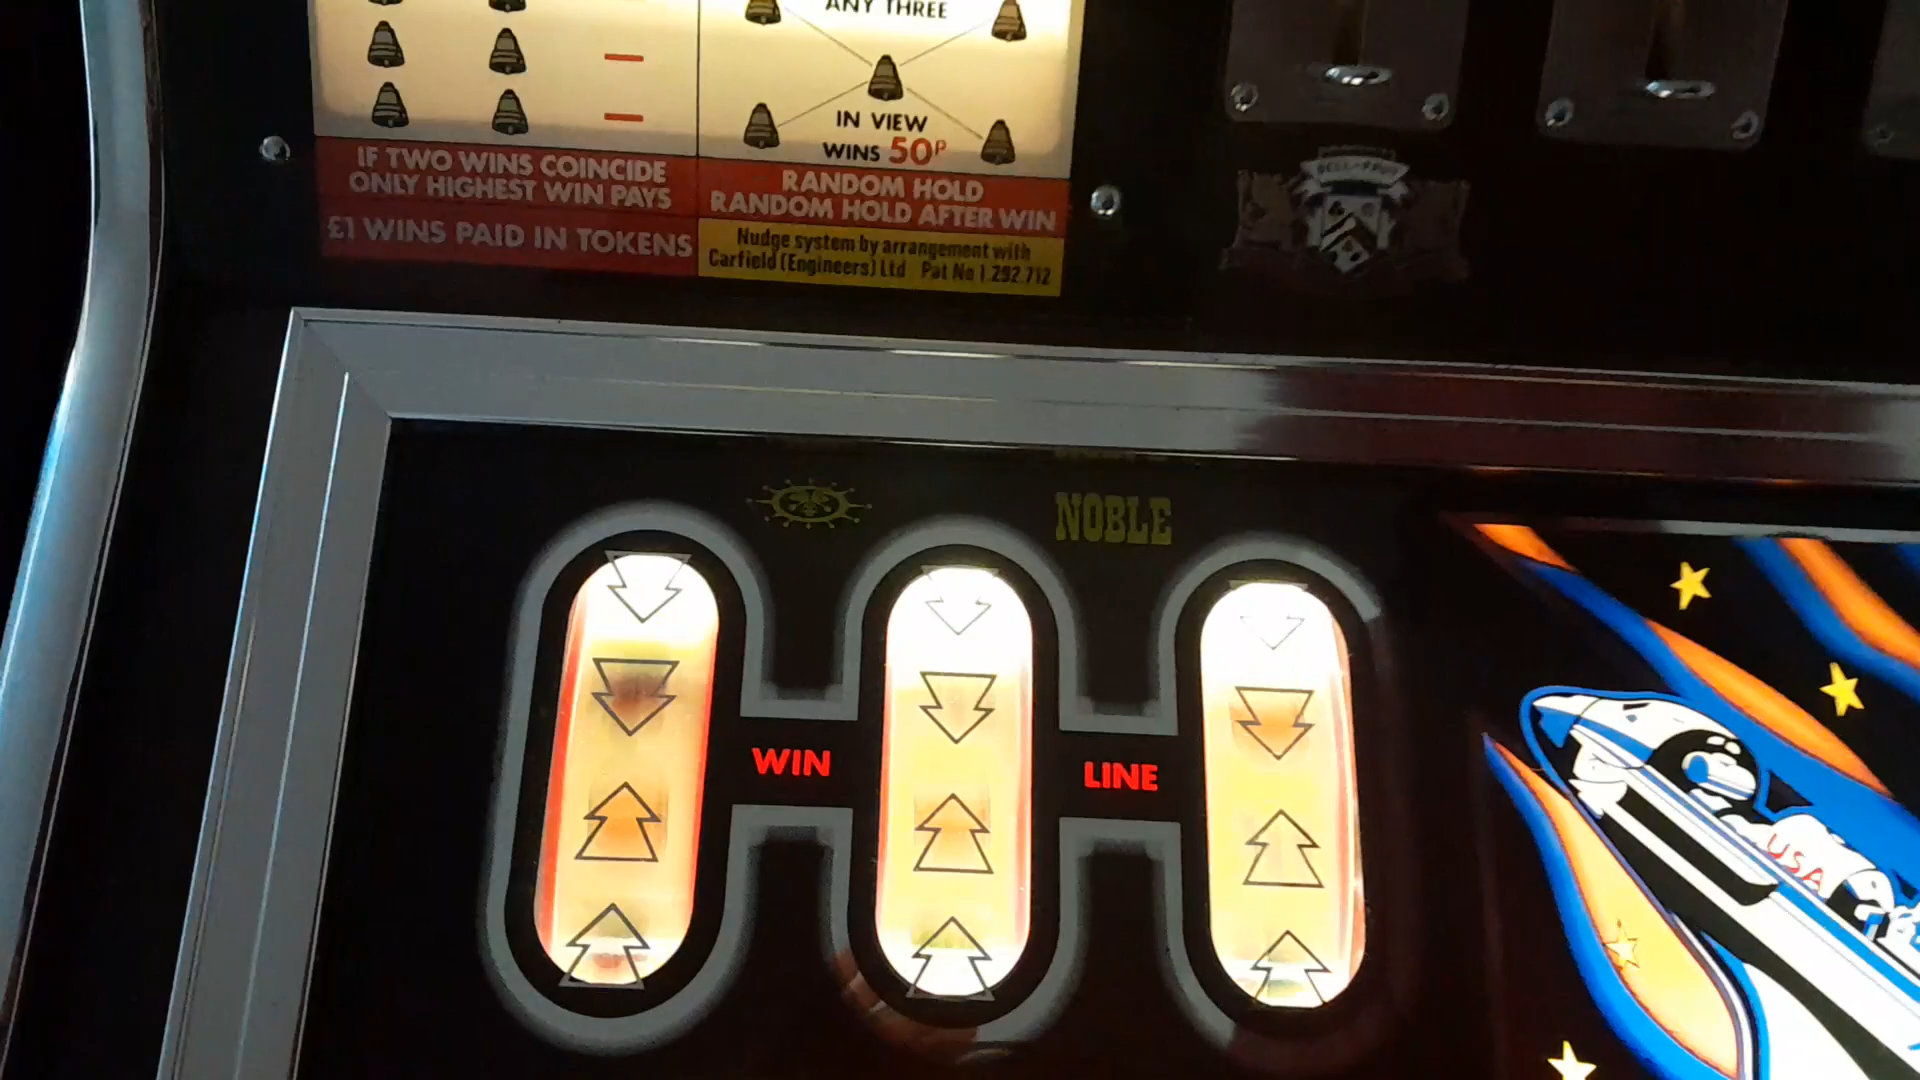 ANY THREE
IN VIEW
WINS 50P
IF TWO WINS COINCIDE
ONLY HIGHEST WIN PAYS
£1 WINS PAID IN TOKENS
RANDOM HOLD
RANDOM HOLD AFTER WIN
Nudge system by arrangement with
Carfield (Engineers) Ltd Pat No 1 292 712
BELL-FRUIT
NOBLE
WIN
LINE
USA